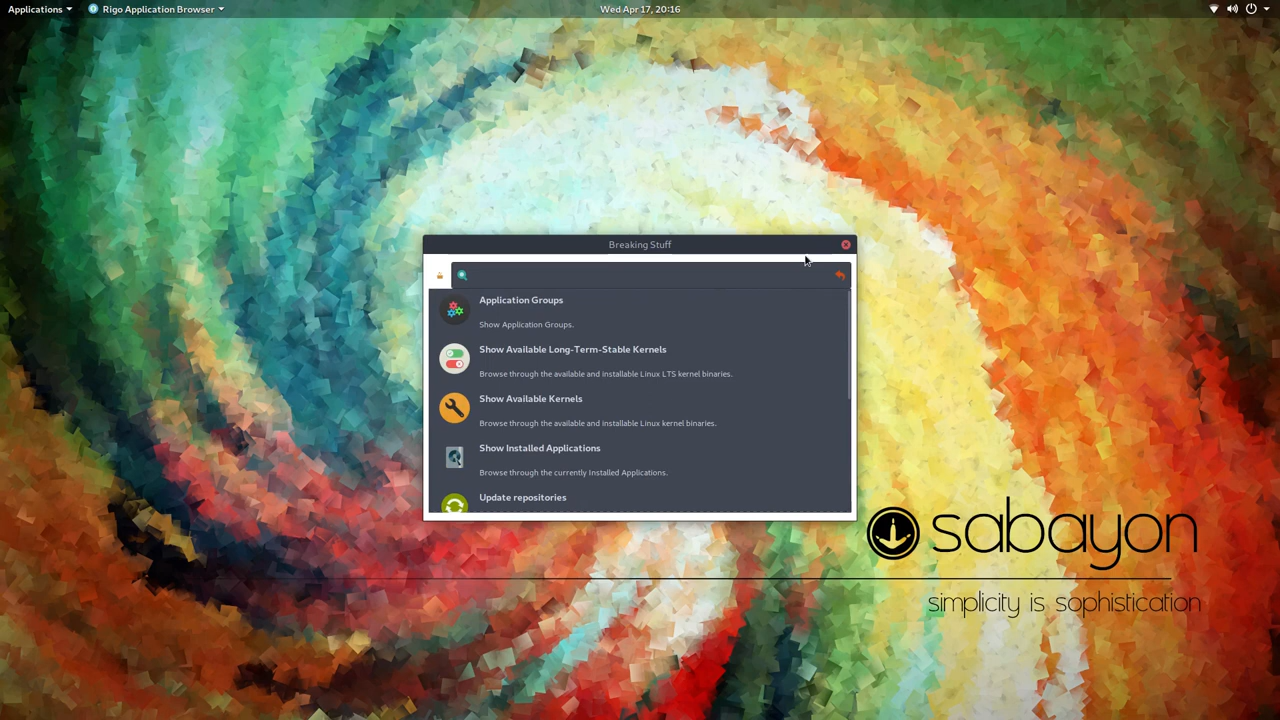 Applications
Rigo Application Browser
Wed Apr 17, 20:16
Breaking Stuff
Application Groups
Show Application Groups.
Show Available Long-Term-Stable Kernels
Browse through the available and installable Linux LTS kernel binaries.
Show Available Kernels
Browse through the available and installable Linux kernel binaries.
Show Installed Applications
Browse through the currently Installed Applications.
Update repositories
sabayon
simplicity is sophistication